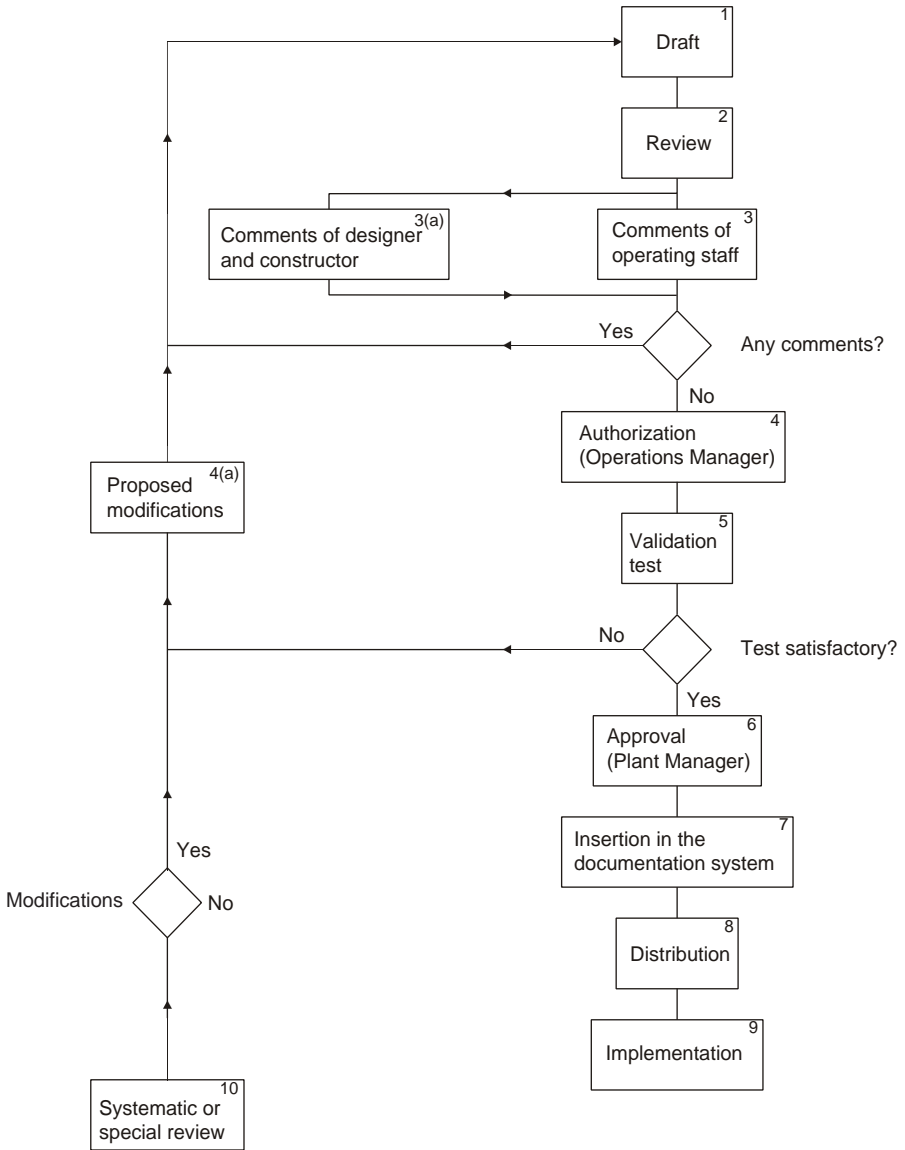 1
Draft
2
Review
3(a)
Comments of designer
and constructor
3
Comments of
operating staff
Yes
Any comments?
No
4
Authorization
(Operations Manager)
4(a)
Proposed
modifications
5
Validation
test
No
Test satisfactory?
Yes
6
Approval
(Plant Manager)
7
Insertion in the
documentation system
Yes
Modifications
No
8
Distribution
9
Implementation
10
Systematic or
special review